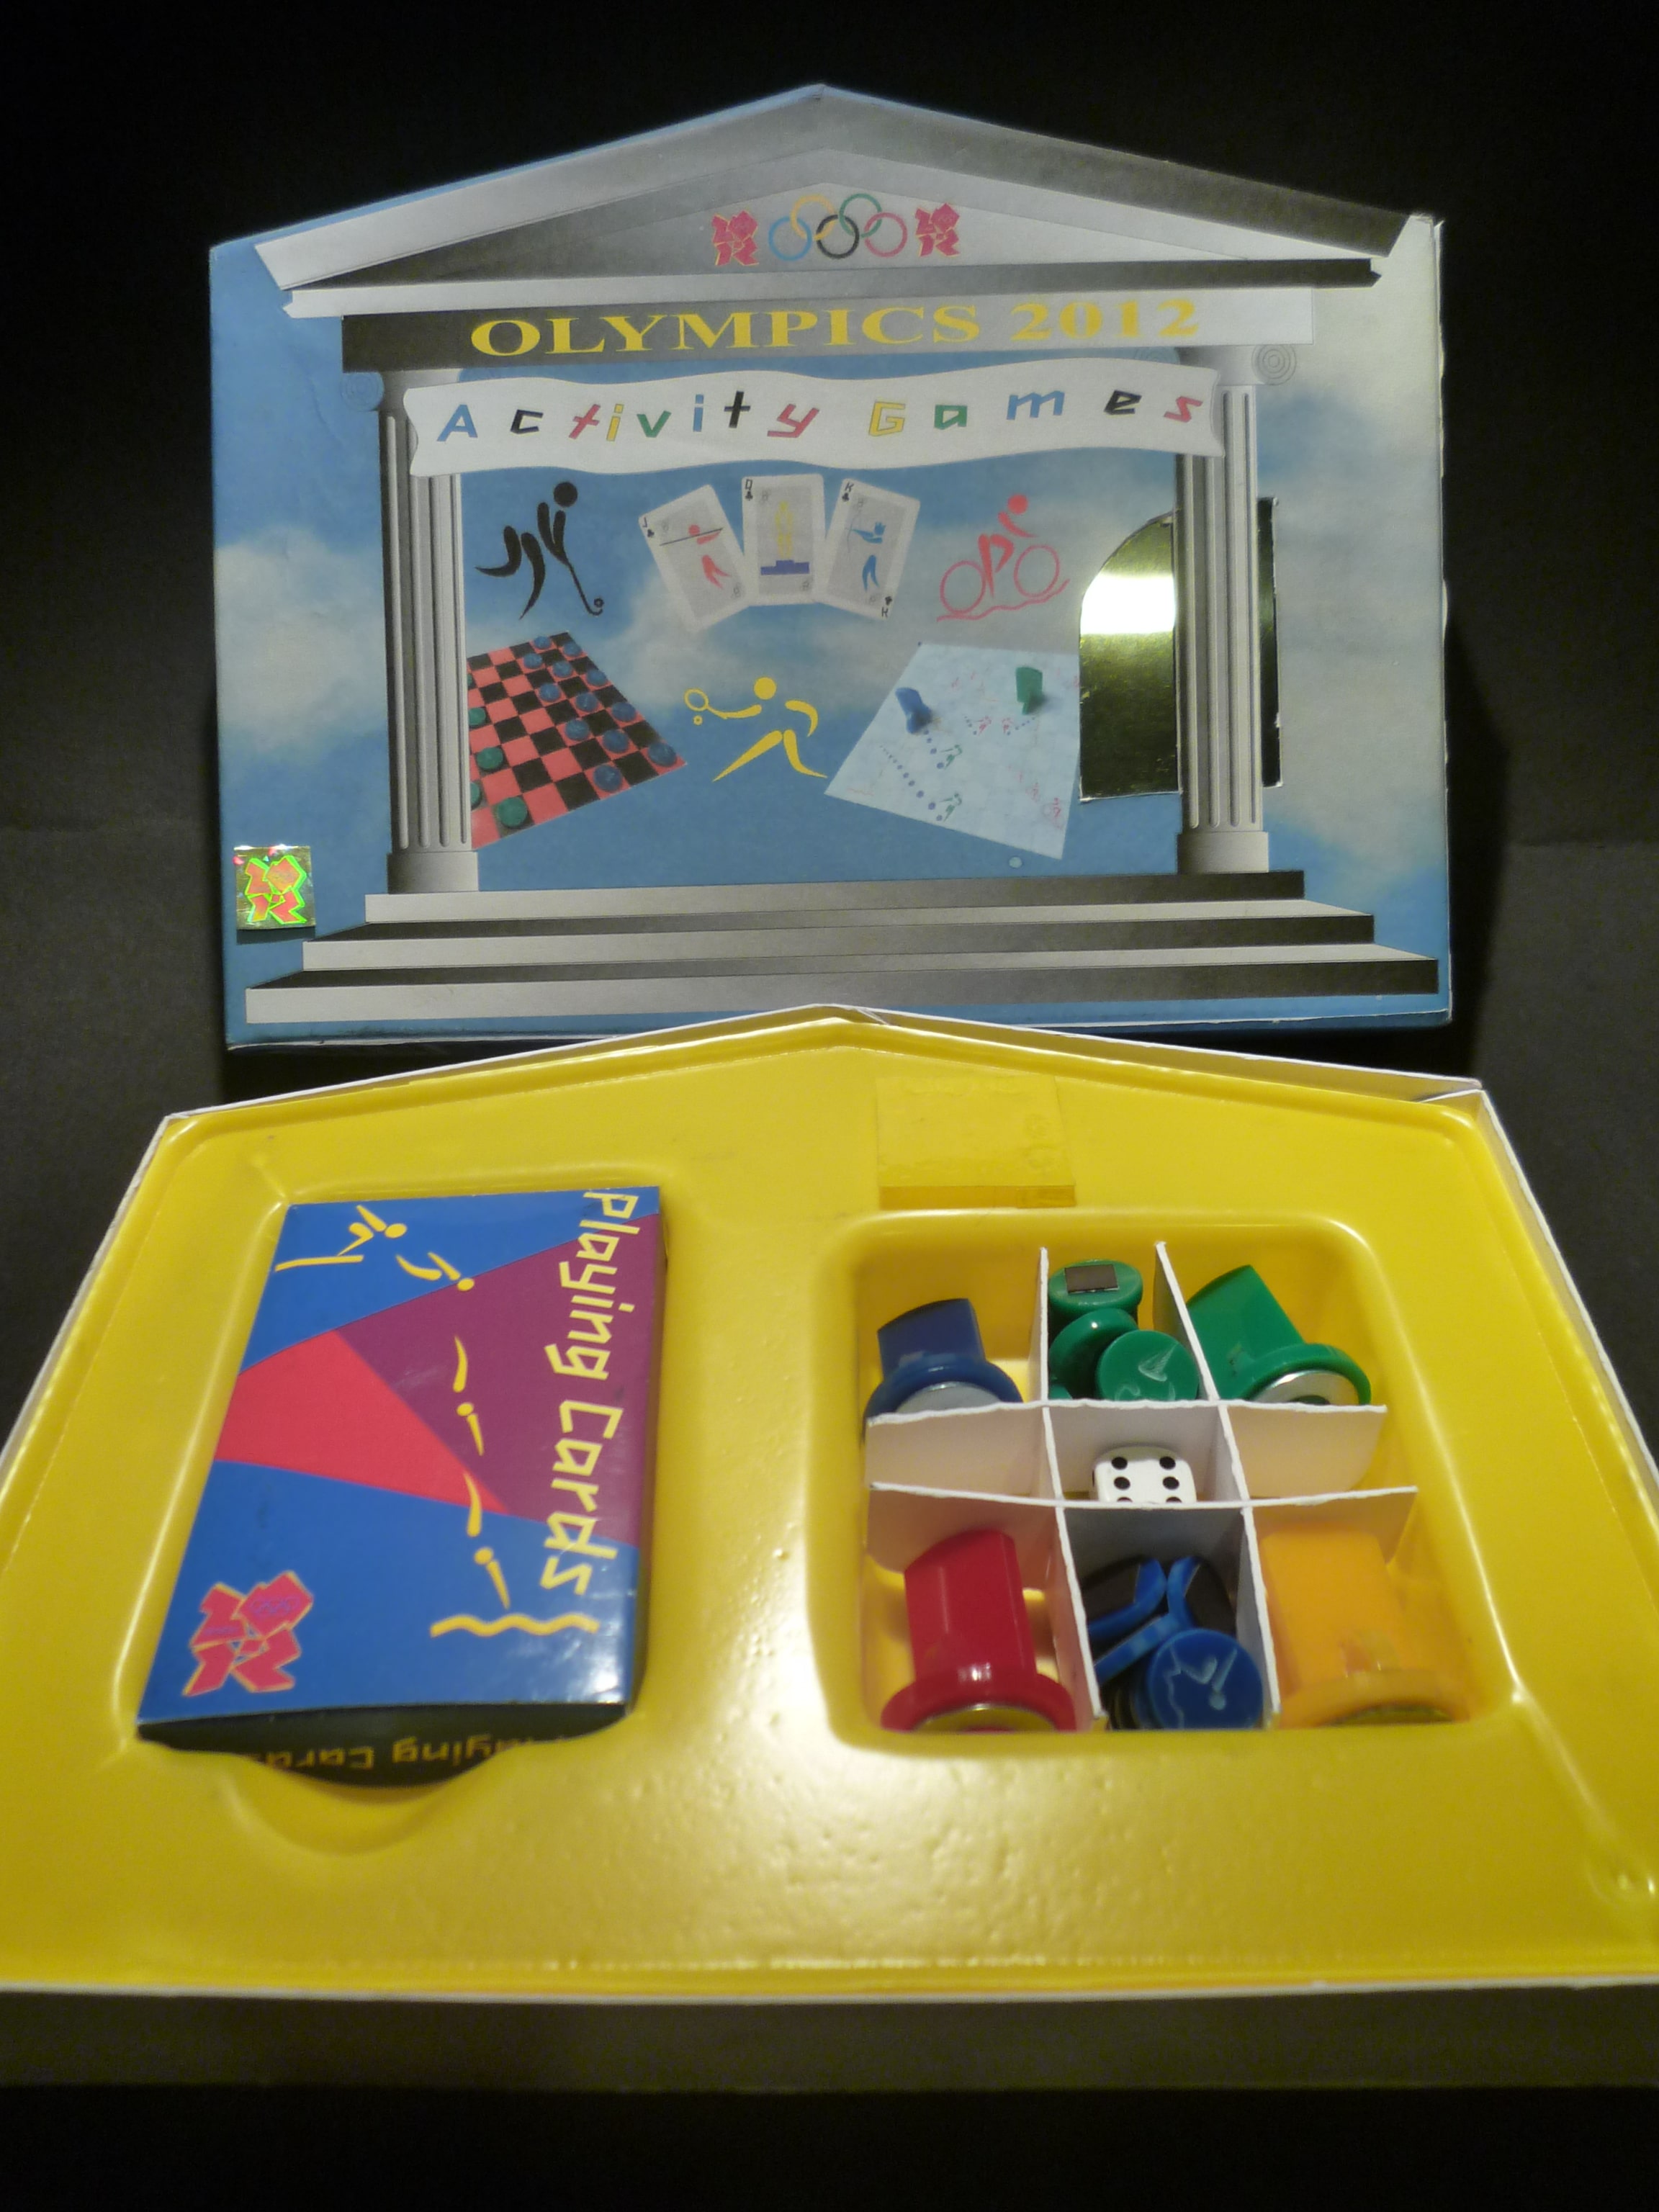 OLYMPICS 2012
Activity Games
J
Q
K
K
Playing Cards
Playing Cards